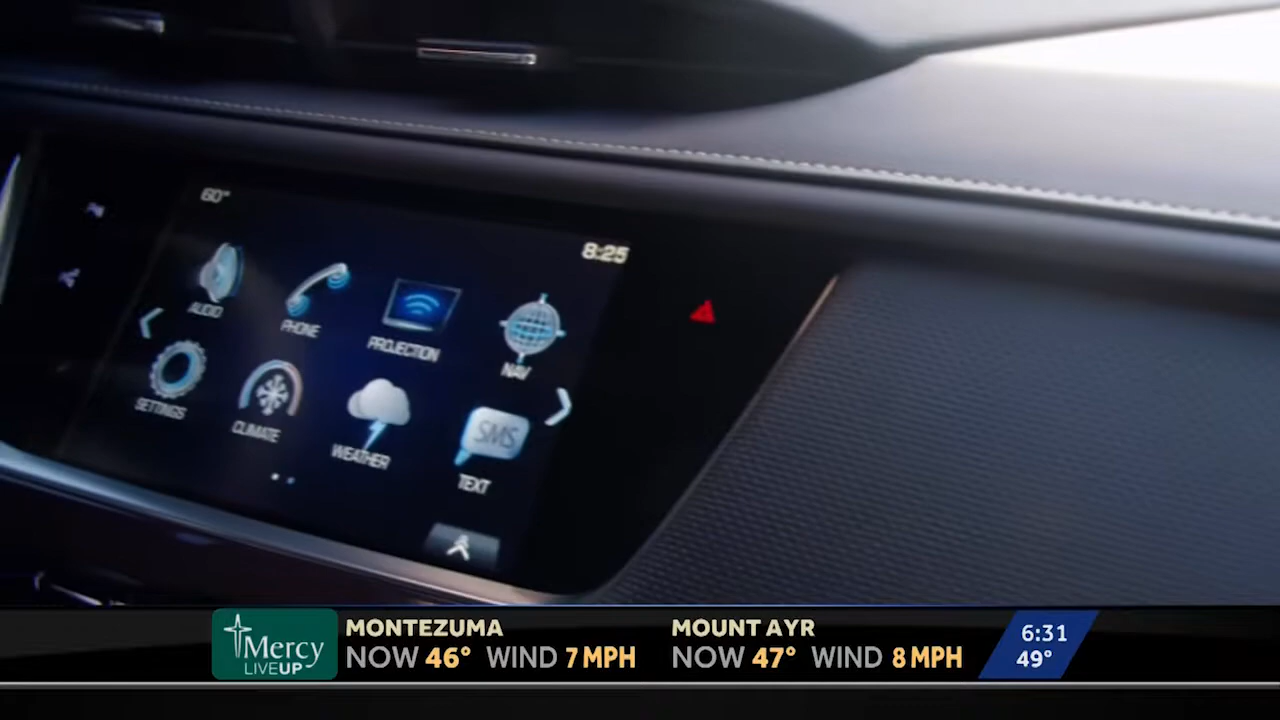 60°
8:25
AUDIO
PHONE
PROJECTION
NAV
SETTINGS
CLIMATE
WEATHER
SMS
TEXT
Mercy
LIVEUP
MONTEZUMA
NOW 46° WIND 7 MPH
MOUNT AYR
NOW 47° WIND 8 MPH
6:31
49°